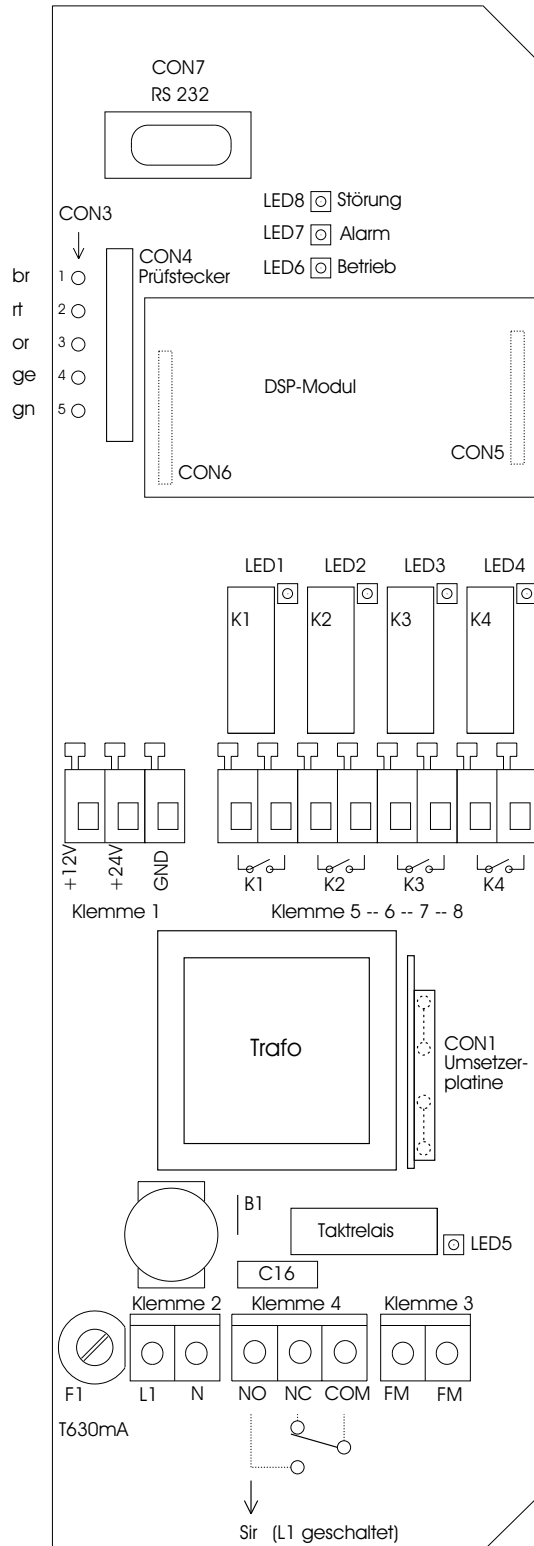 CON7
RS 232
LED8 Störung
LED7 Alarm
LED6 Betrieb
CON3
CON4
Prüfstecker
br 1
rt 2
or 3
ge 4
gn 5
DSP-Modul
CON6
CON5
LED1 LED2 LED3 LED4
K1 K2 K3 K4
+12V +24V GND
K1 K2 K3 K4
Klemme 1
Klemme 5 -- 6 -- 7 -- 8
Trafo
CON1
Umsetzer-
platine
B1
Taktrelais
LED5
C16
Klemme 2 Klemme 4 Klemme 3
F1 L1 N NO NC COM FM FM
T630mA
Sir (L1 geschaltet)